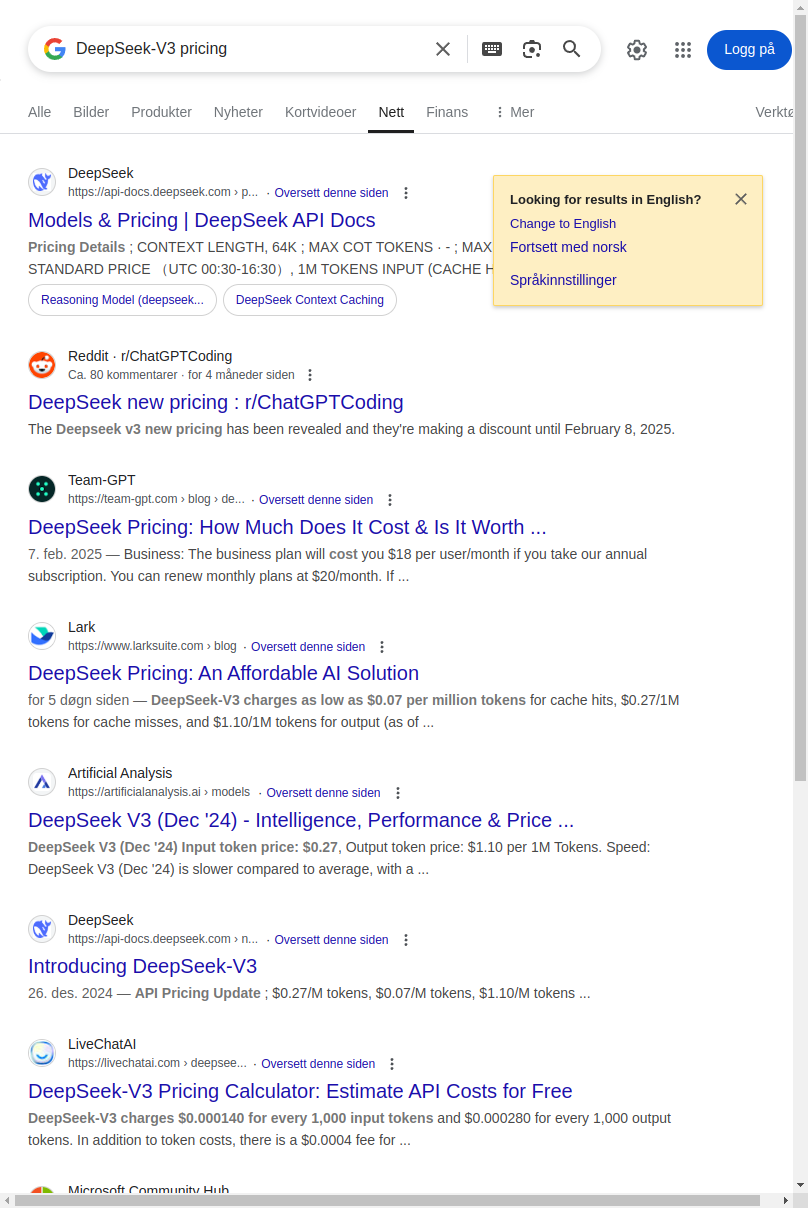 DeepSeek-V3 pricing
Logg på
Alle Bilder Produkter Nyheter Kortvideoer Nett Finans Mer
DeepSeek
https://api-docs.deepseek.com › p... · Oversett denne siden
Models & Pricing | DeepSeek API Docs
Pricing Details ; CONTEXT LENGTH, 64K ; MAX COT TOKENS · - ; MAX
STANDARD PRICE （UTC 00:30-16:30）, 1M TOKENS INPUT (CACHE
Reasoning Model (deepseek... DeepSeek Context Caching
Looking for results in English?
Change to English
Fortsett med norsk
Språkinnstillinger
Reddit · r/ChatGPTCoding
Ca. 80 kommentarer · for 4 måneder siden
DeepSeek new pricing : r/ChatGPTCoding
The Deepseek v3 new pricing has been revealed and they're making a discount until February 8, 2025.
Team-GPT
https://team-gpt.com › blog › de... · Oversett denne siden
DeepSeek Pricing: How Much Does It Cost & Is It Worth ...
7. feb. 2025 — Business: The business plan will cost you $18 per user/month if you take our annual
subscription. You can renew monthly plans at $20/month. If ...
Lark
https://www.larksuite.com › blog · Oversett denne siden
DeepSeek Pricing: An Affordable AI Solution
for 5 døgn siden — DeepSeek-V3 charges as low as $0.07 per million tokens for cache hits, $0.27/1M
tokens for cache misses, and $1.10/1M tokens for output (as of ...
Artificial Analysis
https://artificialanalysis.ai › models · Oversett denne siden
DeepSeek V3 (Dec '24) - Intelligence, Performance & Price ...
DeepSeek V3 (Dec '24) Input token price: $0.27, Output token price: $1.10 per 1M Tokens. Speed:
DeepSeek V3 (Dec '24) is slower compared to average, with a ...
DeepSeek
https://api-docs.deepseek.com › n... · Oversett denne siden
Introducing DeepSeek-V3
26. des. 2024 — API Pricing Update ; $0.27/M tokens, $0.07/M tokens, $1.10/M tokens ...
LiveChatAI
https://livechatai.com › deepsee... · Oversett denne siden
DeepSeek-V3 Pricing Calculator: Estimate API Costs for Free
DeepSeek-V3 charges $0.000140 for every 1,000 input tokens and $0.000280 for every 1,000 output
tokens. In addition to token costs, there is a $0.0004 fee for ...
Microsoft Community Hub